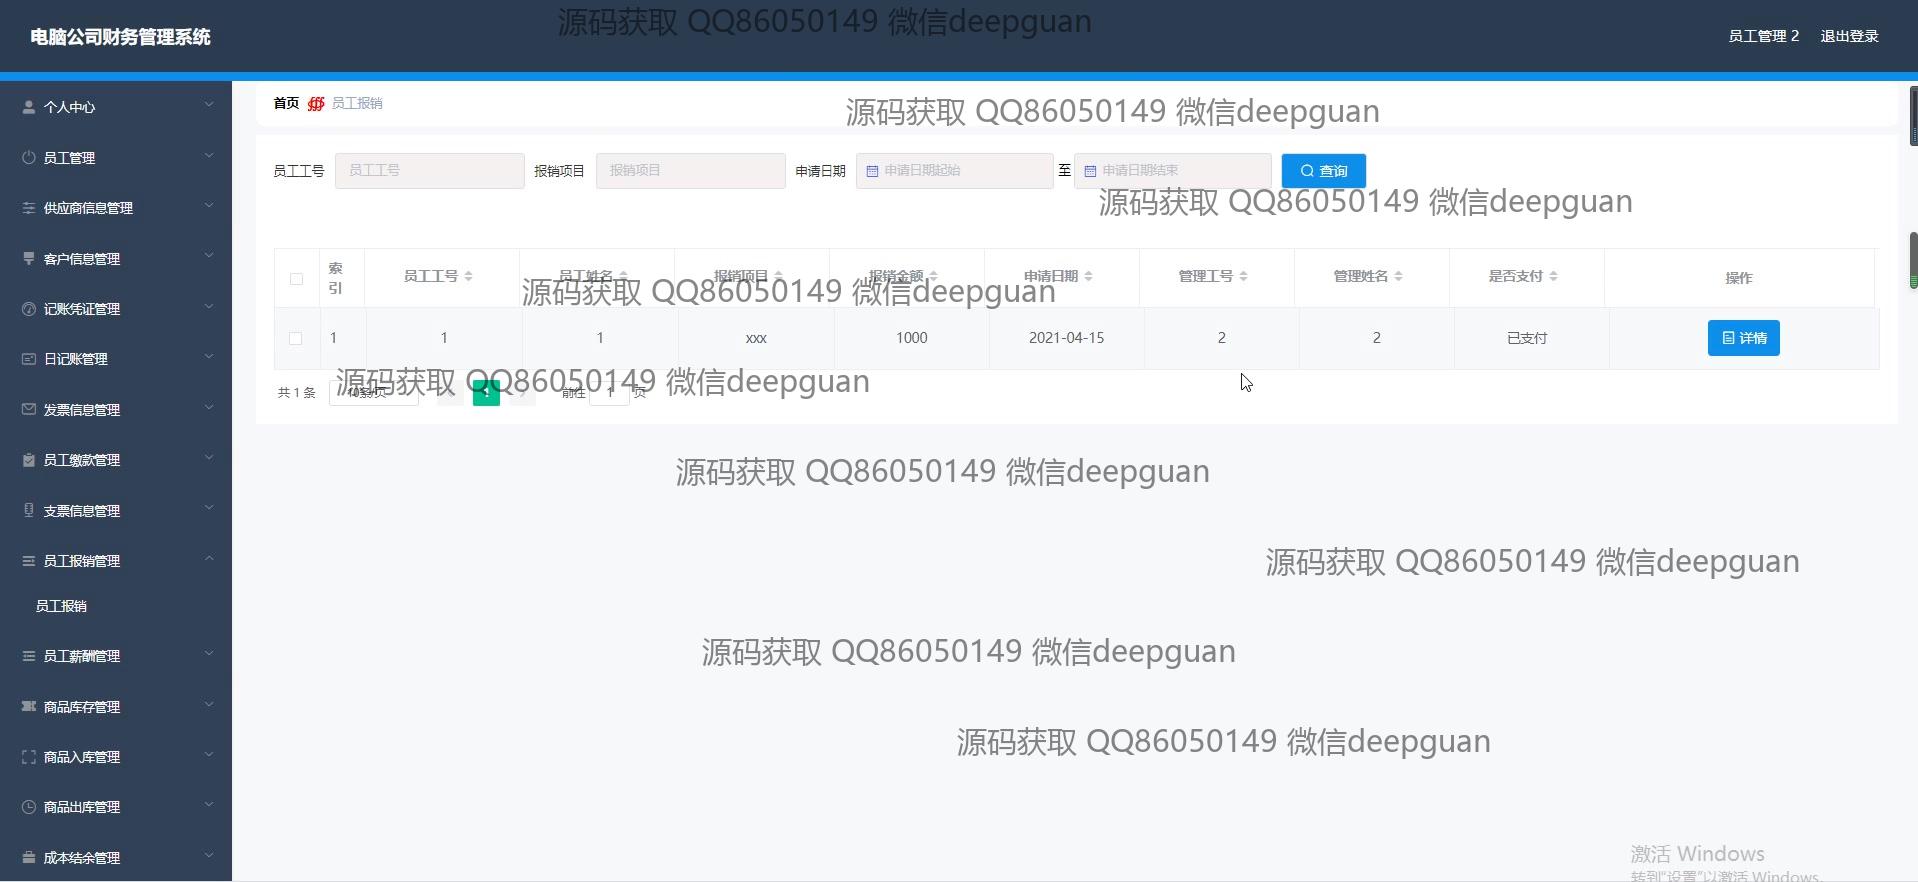 源码获取 QQ86050149 微信deepguan
电脑公司财务管理系统
员工管理 2 退出登录
首页 员工报销
源码获取 QQ86050149 微信deepguan
个人中心
员工管理
供应商信息管理
客户信息管理
记账凭证管理
日记账管理
发票信息管理
员工缴款管理
支票信息管理
员工报销管理
员工报销
员工薪酬管理
商品库存管理
商品入库管理
商品出库管理
成本结余管理
员工工号 员工工号 报销项目 报销项目 申请日期 申请日期起始 至 申请日期结束 查询
源码获取 QQ86050149 微信deepguan
索引 员工工号 员工姓名 报销项目 报销金额 申请日期 管理工号 管理姓名 是否支付 操作
源码获取 QQ86050149 微信deepguan
1 1 1 xxx 1000 2021-04-15 2 2 已支付 详情
源码获取 QQ86050149 微信deepguan
共 1 条 10条/页 1 前往 1 页
源码获取 QQ86050149 微信deepguan
源码获取 QQ86050149 微信deepguan
源码获取 QQ86050149 微信deepguan
源码获取 QQ86050149 微信deepguan
激活 Windows
转到"设置"以激活 Windows。